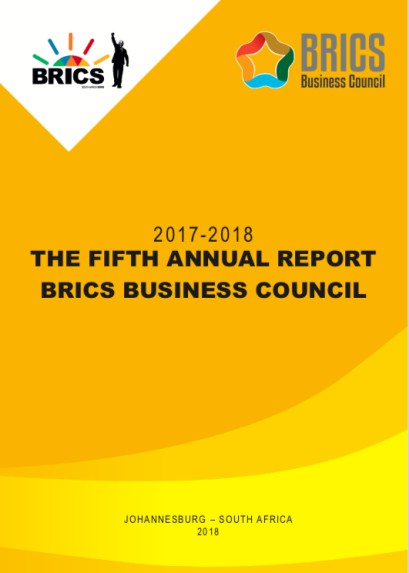 BRICS
BRICS
Business Council
2017-2018
THE FIFTH ANNUAL REPORT
BRICS BUSINESS COUNCIL
JOHANNESBURG – SOUTH AFRICA
2018